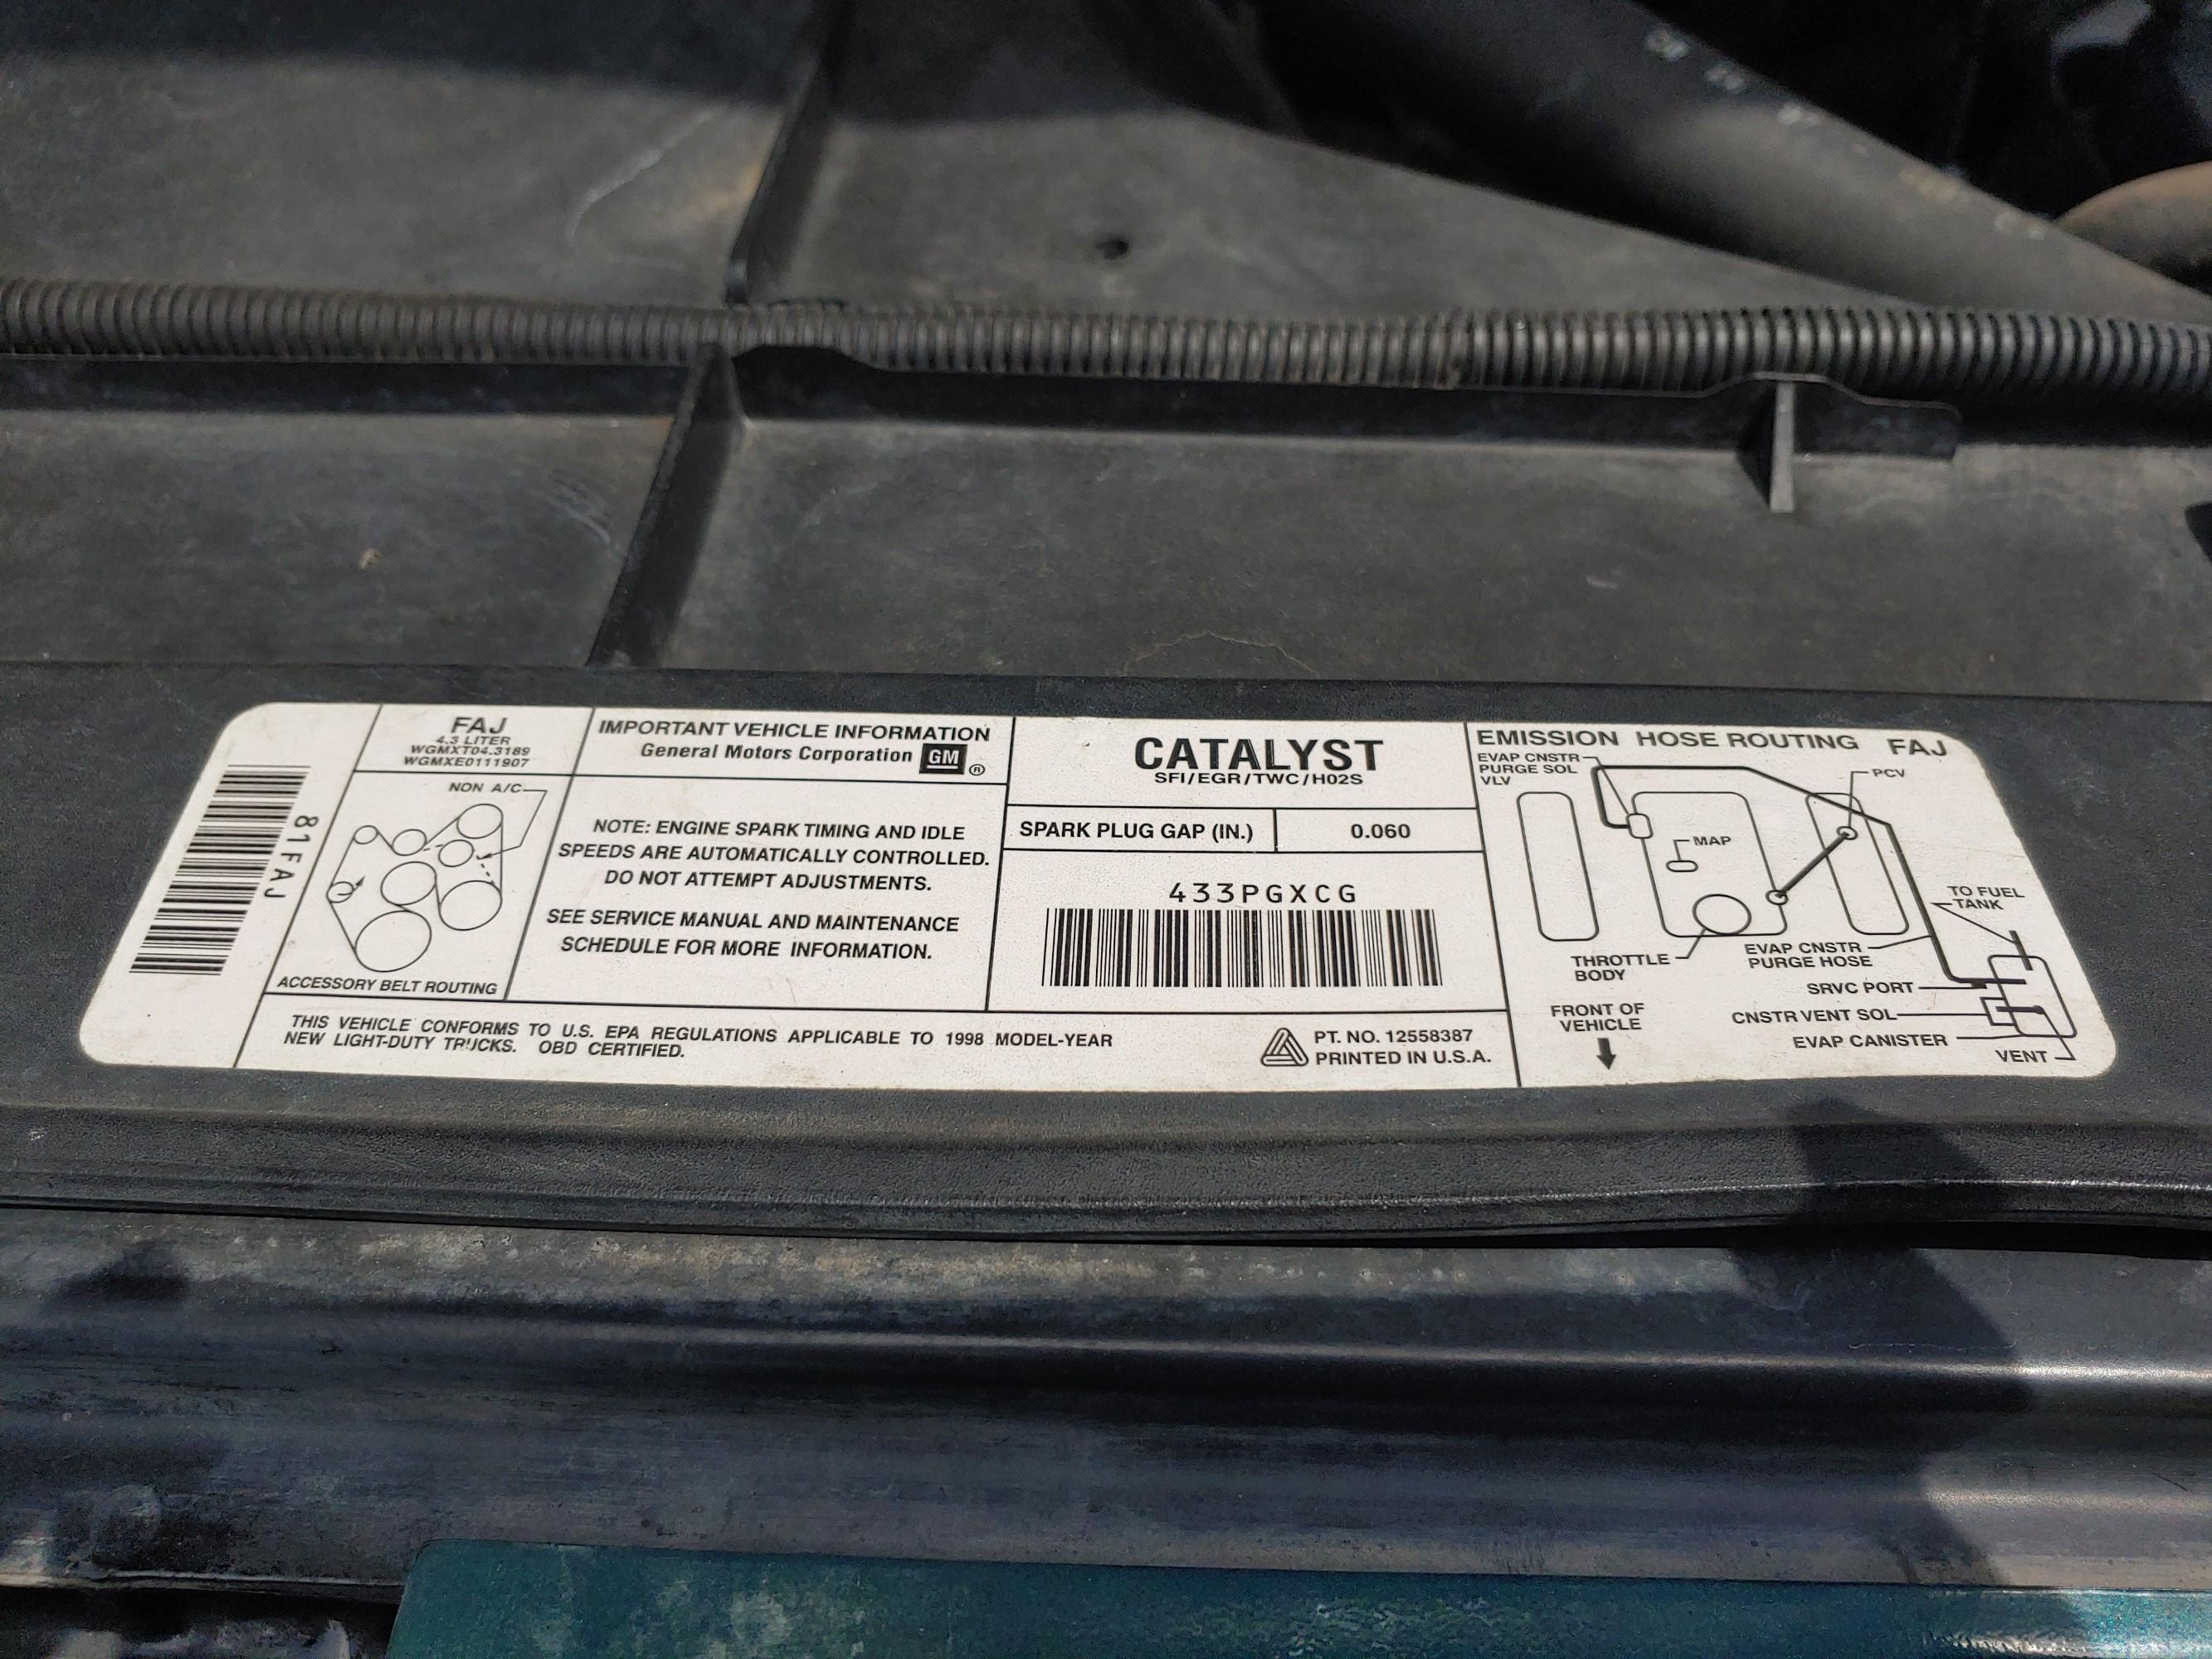 FAJ
4.3 LITER
WGMXT04.3189
WGMXE0111907
NON A/C
81FAJ
ACCESSORY BELT ROUTING
IMPORTANT VEHICLE INFORMATION
General Motors Corporation GM ®
NOTE: ENGINE SPARK TIMING AND IDLE
SPEEDS ARE AUTOMATICALLY CONTROLLED.
DO NOT ATTEMPT ADJUSTMENTS.
SEE SERVICE MANUAL AND MAINTENANCE
SCHEDULE FOR MORE INFORMATION.
CATALYST
SFI/EGR/TWC/HO2S
SPARK PLUG GAP (IN.) 0.060
433PGXCG
THIS VEHICLE CONFORMS TO U.S. EPA REGULATIONS APPLICABLE TO 1998 MODEL-YEAR
NEW LIGHT-DUTY TRUCKS. OBD CERTIFIED.
PT. NO. 12558387
PRINTED IN U.S.A.
EMISSION HOSE ROUTING FAJ
EVAP CNSTR
PURGE SOL
VLV
PCV
MAP
TO FUEL
TANK
THROTTLE
BODY
EVAP CNSTR
PURGE HOSE
SRVC PORT
FRONT OF
VEHICLE
CNSTR VENT SOL
EVAP CANISTER
VENT